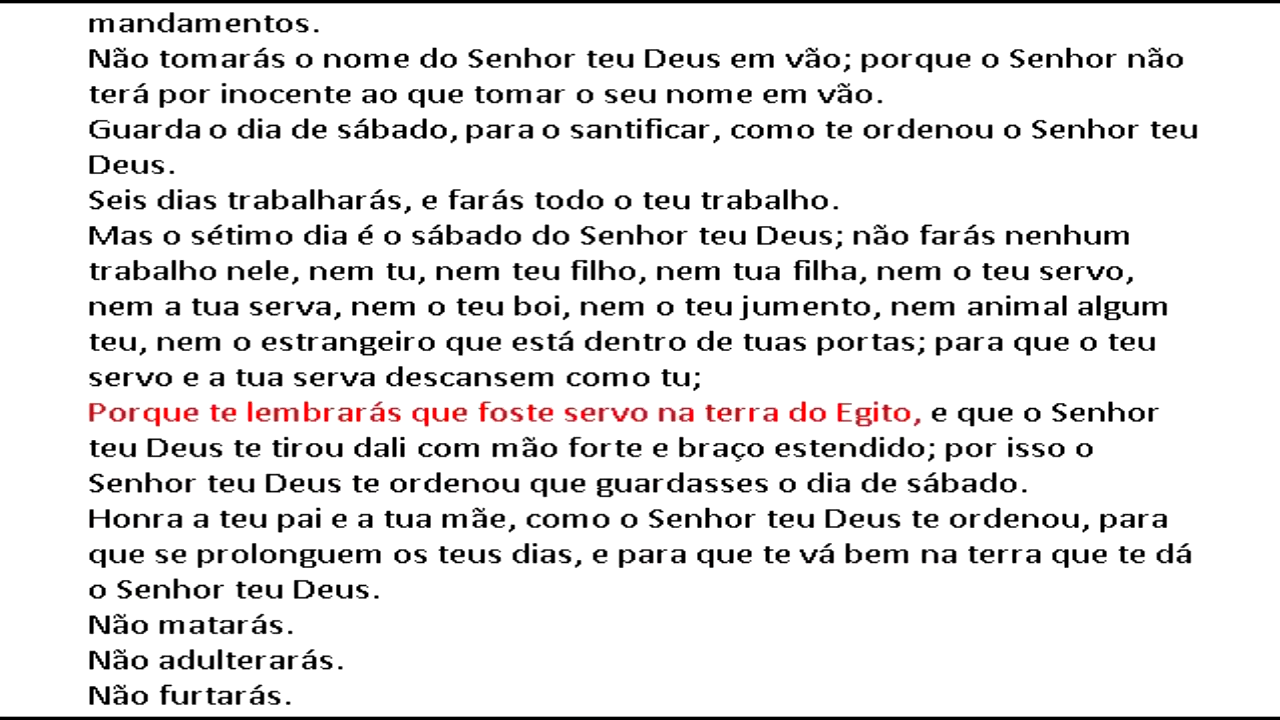 mandamentos.
Não tomarás o nome do Senhor teu Deus em vão; porque o Senhor não
terá por inocente ao que tomar o seu nome em vão.
Guarda o dia de sábado, para o santificar, como te ordenou o Senhor teu
Deus.
Seis dias trabalharás, e farás todo o teu trabalho.
Mas o sétimo dia é o sábado do Senhor teu Deus; não farás nenhum
trabalho nele, nem tu, nem teu filho, nem tua filha, nem o teu servo,
nem a tua serva, nem o teu boi, nem o teu jumento, nem animal algum
teu, nem o estrangeiro que está dentro de tuas portas; para que o teu
servo e a tua serva descansem como tu;
Porque te lembrarás que foste servo na terra do Egito, e que o Senhor
teu Deus te tirou dali com mão forte e braço estendido; por isso o
Senhor teu Deus te ordenou que guardasses o dia de sábado.
Honra a teu pai e a tua mãe, como o Senhor teu Deus te ordenou, para
que se prolonguem os teus dias, e para que te vá bem na terra que te dá
o Senhor teu Deus.
Não matarás.
Não adulterarás.
Não furtarás.